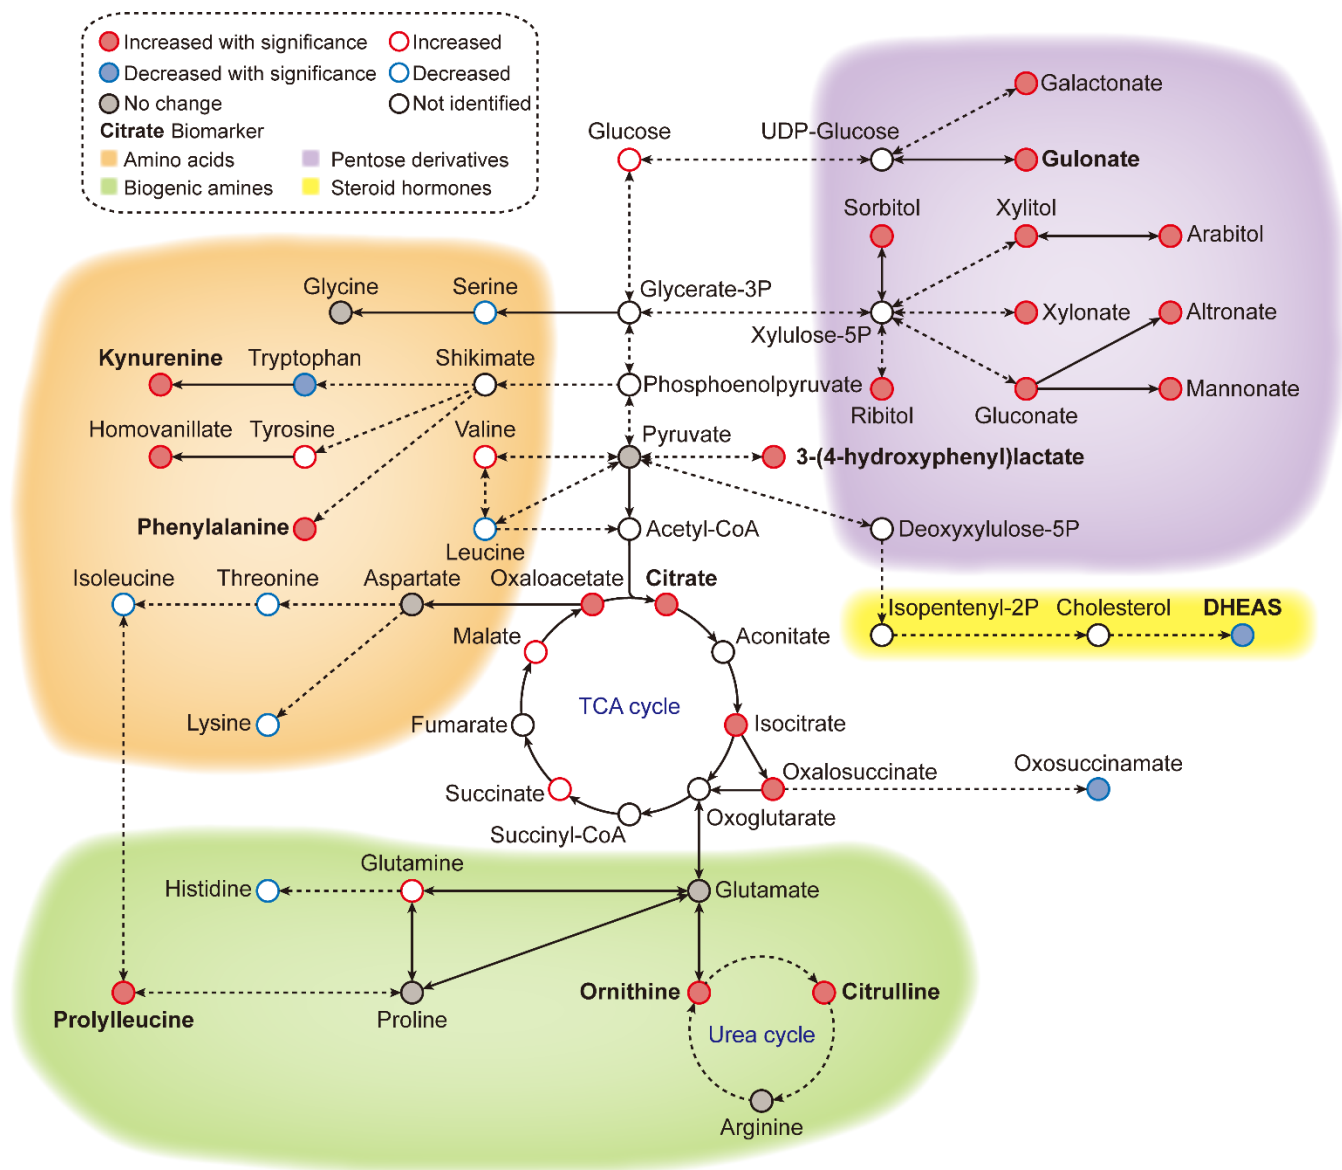 Increased with significance
Increased
Decreased with significance
Decreased
No change
Not identified
Citrate Biomarker
Amino acids
Pentose derivatives
Biogenic amines
Steroid hormones
Galactonate
Glucose
UDP-Glucose
Gulonate
Sorbitol
Xylitol
Arabitol
Glycine
Serine
Glycerate-3P
Xylonate
Altronate
Xylulose-5P
Kynurenine
Tryptophan
Shikimate
Phosphoenolpyruvate
Mannonate
Ribitol
Gluconate
Homovanillate
Tyrosine
Valine
Pyruvate
3-(4-hydroxyphenyl)lactate
Phenylalanine
Acetyl-CoA
Deoxyxylulose-5P
Leucine
Isoleucine
Threonine
Aspartate
Oxaloacetate
Citrate
Isopentenyl-2P
Cholesterol
DHEAS
Malate
Aconitate
TCA cycle
Lysine
Fumarate
Isocitrate
Oxalosuccinate
Oxosuccinamate
Succinate
Oxoglutarate
Succinyl-CoA
Glutamine
Histidine
Glutamate
Ornithine
Citrulline
Prolylleucine
Proline
Urea cycle
Arginine